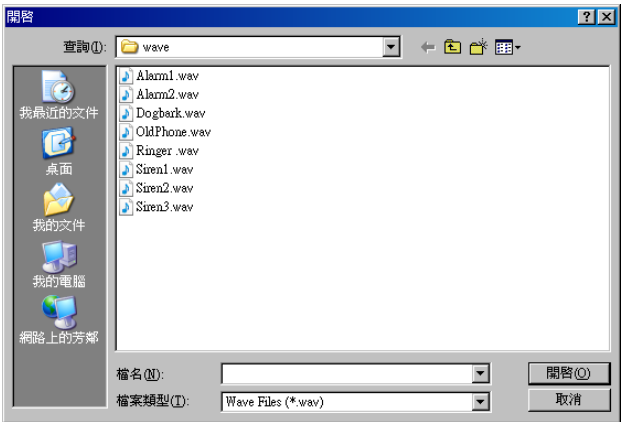 開啓
查詢(I):
wave
我最近的文件
桌面
我的文件
我的電腦
網路上的芳鄰
Alarm1.wav
Alarm2.wav
Dogbark.wav
OldPhone.wav
Ringer .wav
Siren1.wav
Siren2.wav
Siren3.wav
檔名(N):
開啓(O)
檔案類型(T):
Wave Files (*.wav)
取消